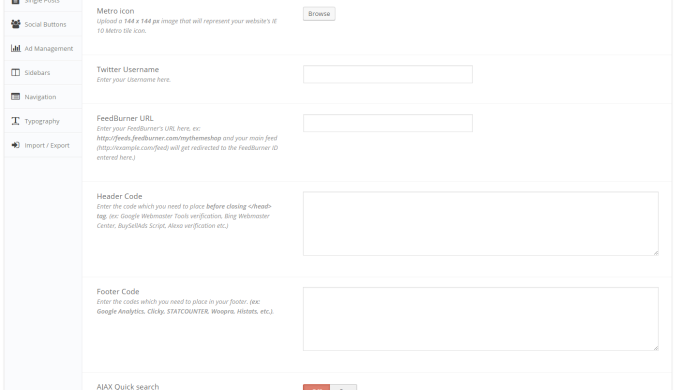 Single Posts
Social Buttons
Ad Management
Sidebars
Navigation
Typography
Import / Export
Metro icon
Upload a 144 x 144 px image that will represent your website's IE
10 Metro tile icon.
Browse
Twitter Username
Enter your Username here.
FeedBurner URL
Enter your FeedBurner's URL here, ex:
http://feeds.feedburner.com/mythemeshop and your main feed
(http://example.com/feed) will get redirected to the FeedBurner ID
entered here.)
Header Code
Enter the code which you need to place before closing </head>
tag. (ex: Google Webmaster Tools verification, Bing Webmaster
Center, BuySellAds Script, Alexa verification etc.)
Footer Code
Enter the codes which you need to place in your footer. (ex:
Google Analytics, Clicky, STATCOUNTER, Woopra, Histats, etc.)
AJAX Quick search